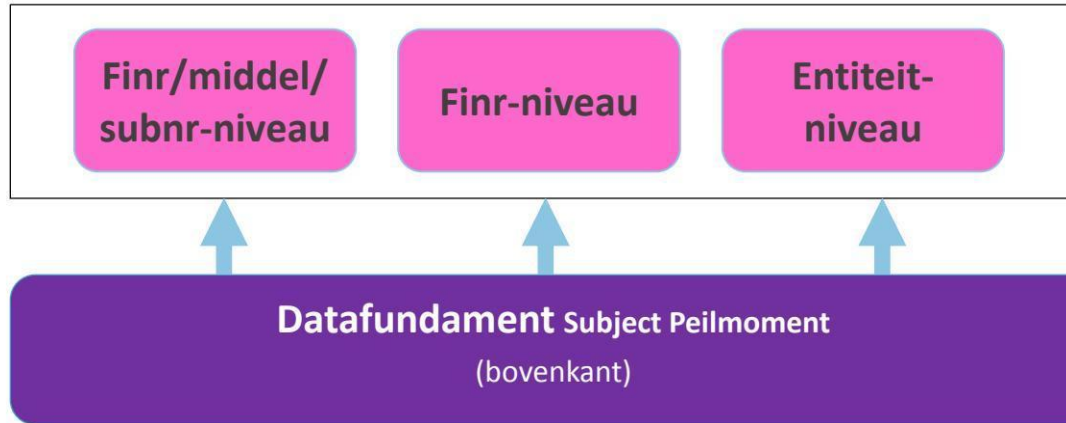 Finr/middel/
subnr-niveau
Finr-niveau
Entiteit-
niveau
Datafundament Subject Peilmoment
(bovenkant)